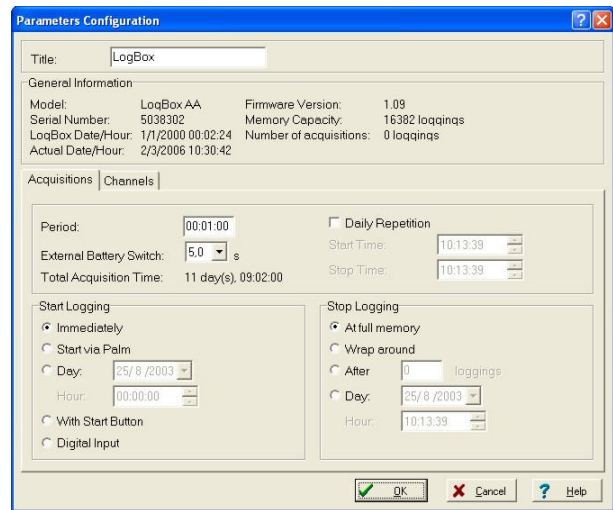 Parameters Configuration
Title: LogBox
General Information
Model: LogBox AA Firmware Version: 1.09
Serial Number: 5038302 Memory Capacity: 16382 loggings
LogBox Date/Hour: 1/1/2000 00:02:24 Number of acquisitions: 0 loggings
Actual Date/Hour: 2/3/2006 10:30:42
Acquisitions Channels
Period: 00:01:00
External Battery Switch: 5,0 s
Total Acquisition Time: 11 day(s), 09:02:00
Daily Repetition
Start Time: 10:13:39
Stop Time: 10:13:39
Start Logging
Immediately
Start via Palm
Day: 25/ 8 /2003
Hour: 00:00:00
With Start Button
Digital Input
Stop Logging
At full memory
Wrap around
After 0 loggings
Day: 25/ 8 /2003
Hour: 10:13:39
OK Cancel ? Help